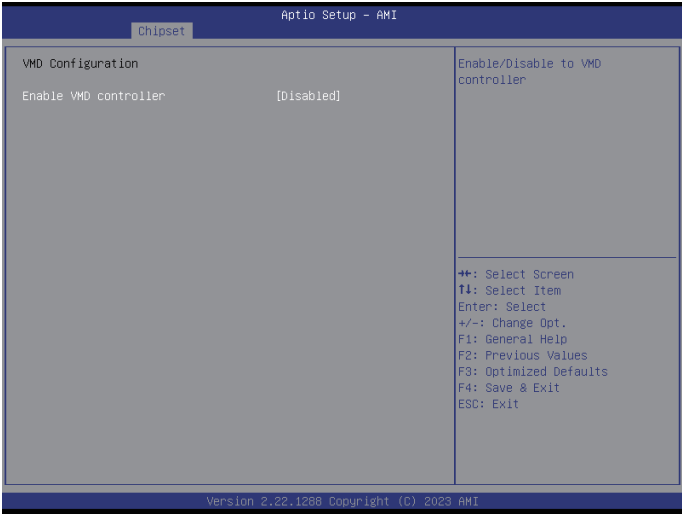 Aptio Setup – AMI
Chipset
VMD Configuration
Enable VMD controller [Disabled]
Enable/Disable to VMD
controller
→←: Select Screen
↑↓: Select Item
Enter: Select
+/-: Change Opt.
F1: General Help
F2: Previous Values
F3: Optimized Defaults
F4: Save & Exit
ESC: Exit
Version 2.22.1288 Copyright (C) 2023 AMI